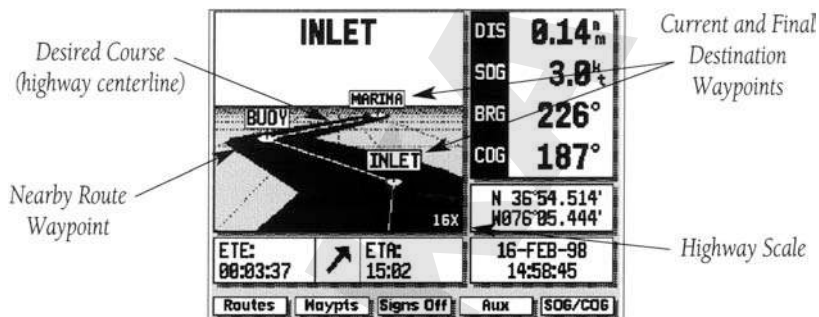 Desired Course
(highway centerline)
Nearby Route
Waypoint
INLET
MARINA
BUOY
INLET
16X
DIS 0.14 nm
SOG 3.0 kt
BRG 226°
COG 187°
N 36°54.514'
W076°05.444'
ETE:
00:03:37
ETA:
15:02
16-FEB-98
14:58:45
Routes Waypts Signs Off Aux SOG/COG
Current and Final
Destination
Waypoints
Highway Scale